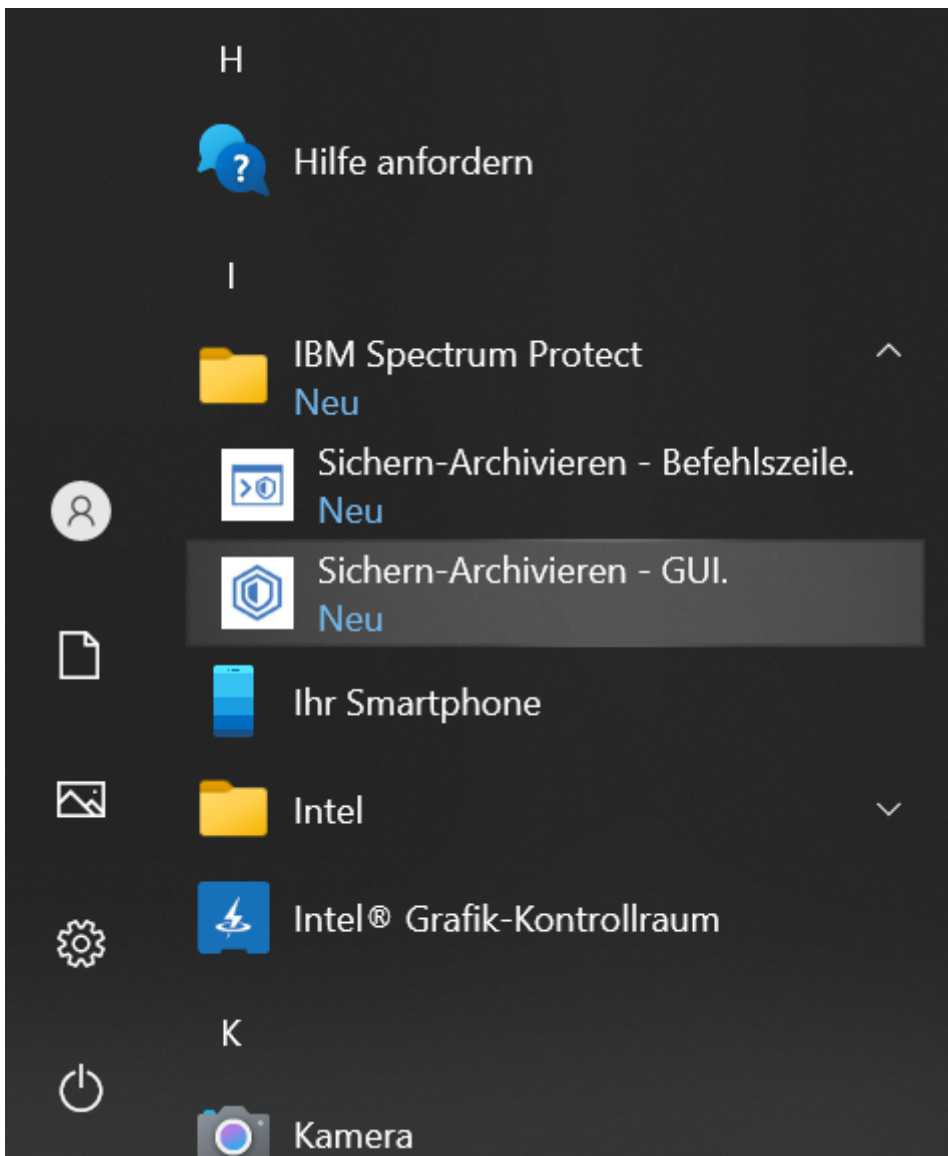 H
Hilfe anfordern
I
IBM Spectrum Protect
Neu
Sichern-Archivieren - Befehlszeile.
Neu
Sichern-Archivieren - GUI.
Neu
Ihr Smartphone
Intel
Intel® Grafik-Kontrollraum
K
Kamera